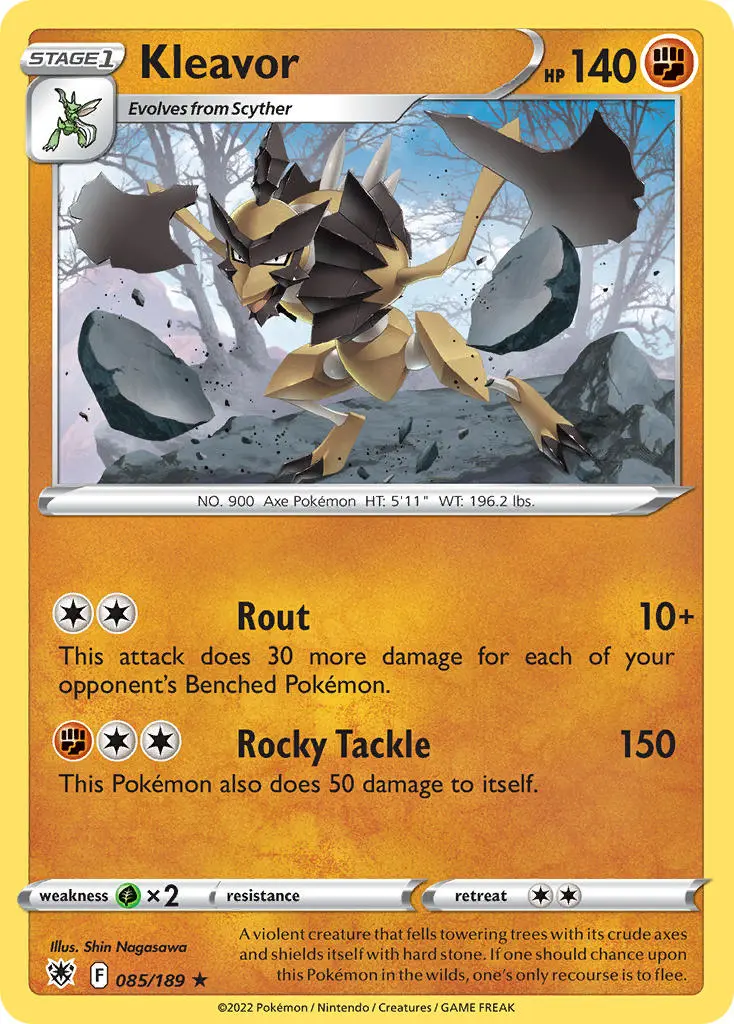 STAGE1
Kleavor
HP 140
Evolves from Scyther
NO. 900 Axe Pokémon HT: 5'11" WT: 196.2 lbs.
Rout 10+
This attack does 30 more damage for each of your
opponent's Benched Pokémon.
Rocky Tackle 150
This Pokémon also does 50 damage to itself.
weakness ×2 resistance retreat
Illus. Shin Nagasawa
A violent creature that fells towering trees with its crude axes
and shields itself with hard stone. If one should chance upon
this Pokémon in the wilds, one's only recourse is to flee.
F 085/189 ★
©2022 Pokémon / Nintendo / Creatures / GAME FREAK